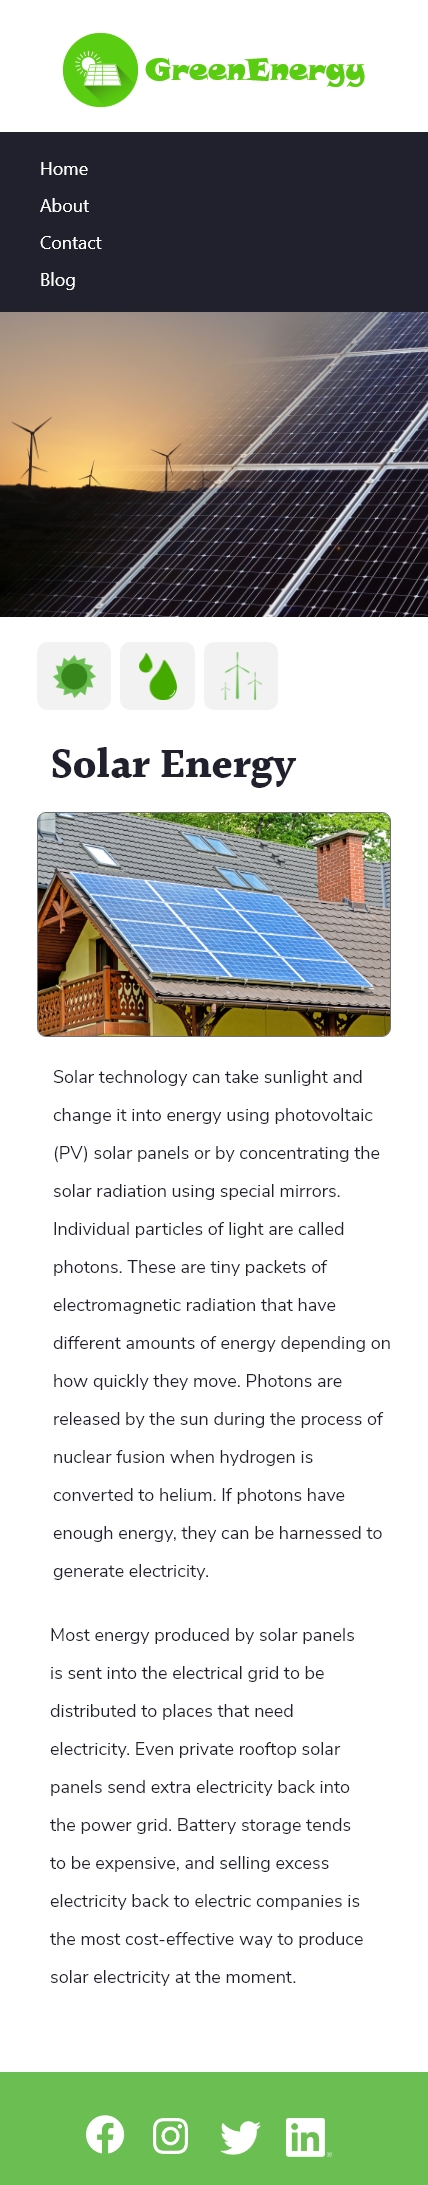 GreenEnergy
Home
About
Contact
Blog
Solar Energy
Solar technology can take sunlight and
change it into energy using photovoltaic
(PV) solar panels or by concentrating the
solar radiation using special mirrors.
Individual particles of light are called
photons. These are tiny packets of
electromagnetic radiation that have
different amounts of energy depending on
how quickly they move. Photons are
released by the sun during the process of
nuclear fusion when hydrogen is
converted to helium. If photons have
enough energy, they can be harnessed to
generate electricity.
Most energy produced by solar panels
is sent into the electrical grid to be
distributed to places that need
electricity. Even private rooftop solar
panels send extra electricity back into
the power grid. Battery storage tends
to be expensive, and selling excess
electricity back to electric companies is
the most cost-effective way to produce
solar electricity at the moment.